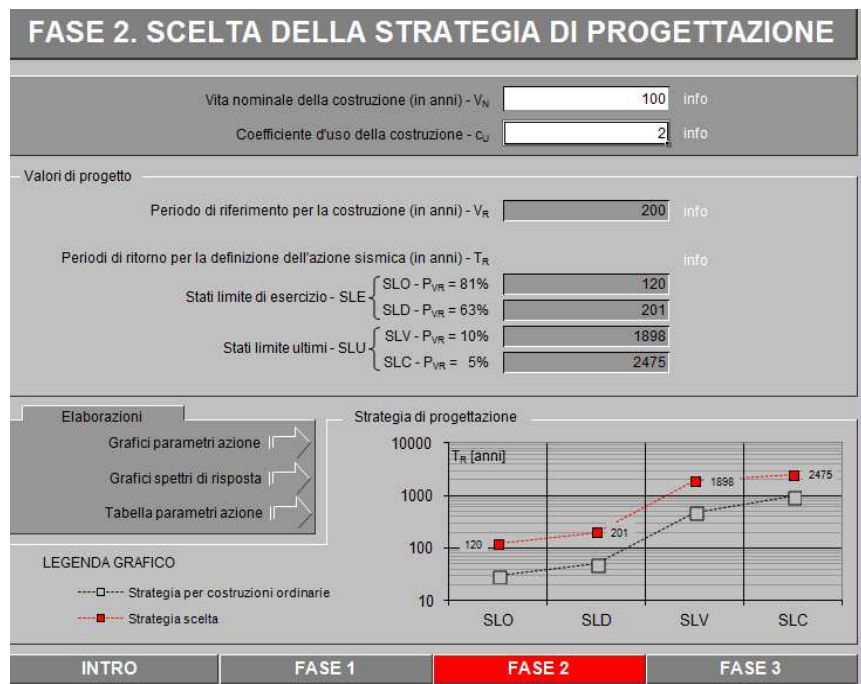 FASE 2. SCELTA DELLA STRATEGIA DI PROGETTAZIONE
Vita nominale della costruzione (in anni) - VN 100 info
Coefficiente d'uso della costruzione - cU 2 info
Valori di progetto
Periodo di riferimento per la costruzione (in anni) - VR 200 info
Periodi di ritorno per la definizione dell'azione sismica (in anni) - TR info
Stati limite di esercizio - SLE
SLO - PVR = 81% 120
SLD - PVR = 63% 201
Stati limite ultimi - SLU
SLV - PVR = 10% 1898
SLC - PVR = 5% 2475
Elaborazioni
Grafici parametri azione
Grafici spettri di risposta
Tabella parametri azione
Strategia di progettazione
TR [anni]
10000
1000
100
10
120
201
1898
2475
SLO SLD SLV SLC
LEGENDA GRAFICO
Strategia per costruzioni ordinarie
Strategia scelta
INTRO FASE 1 FASE 2 FASE 3